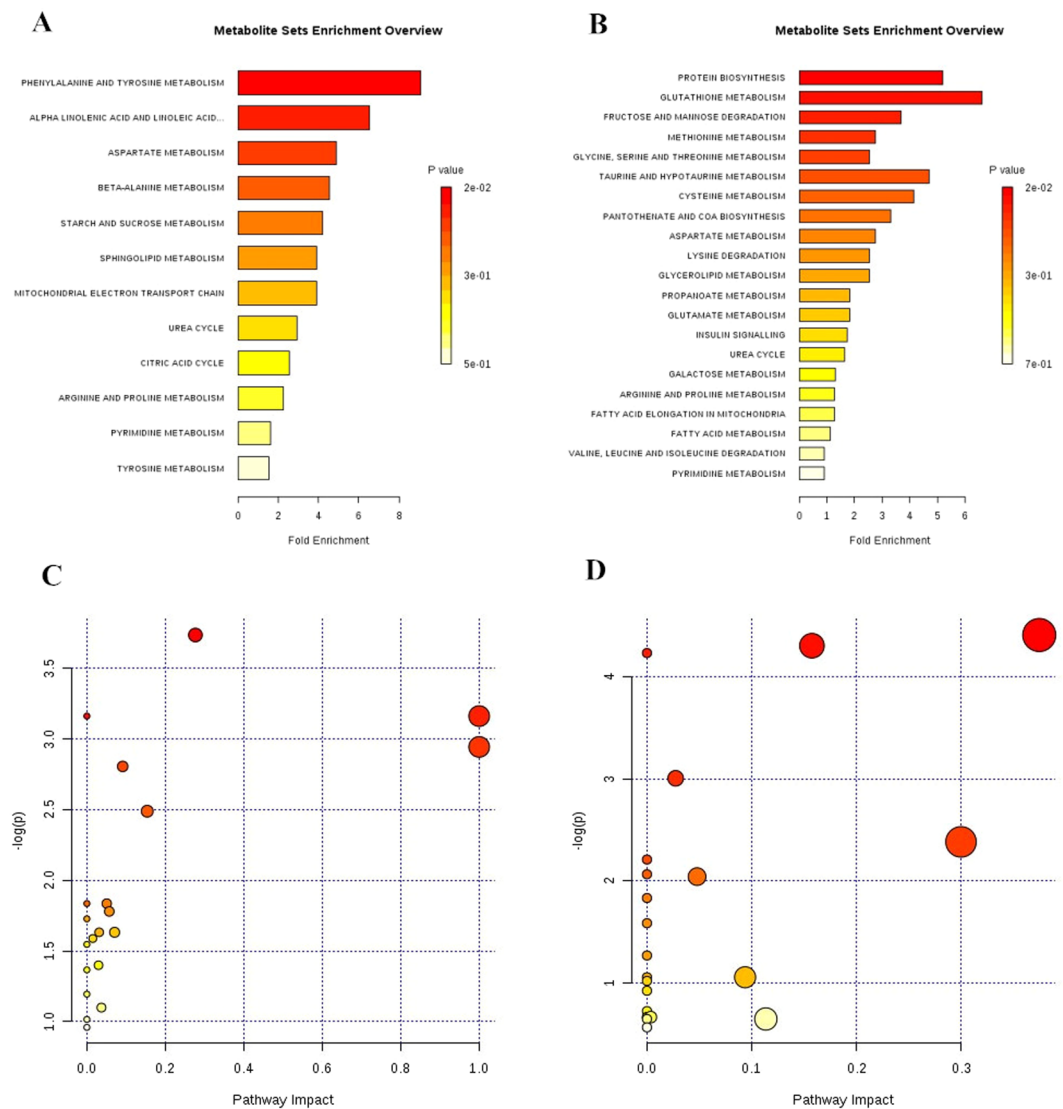 A
Metabolite Sets Enrichment Overview
PHENYLALANINE AND TYROSINE METABOLISM
ALPHA LINOLENIC ACID AND LINOLEIC ACID...
ASPARTATE METABOLISM
BETA-ALANINE METABOLISM
STARCH AND SUCROSE METABOLISM
SPHINGOLIPID METABOLISM
MITOCHONDRIAL ELECTRON TRANSPORT CHAIN
UREA CYCLE
CITRIC ACID CYCLE
ARGININE AND PROLINE METABOLISM
PYRIMIDINE METABOLISM
TYROSINE METABOLISM
0 2 4 6 8
Fold Enrichment
P value
2e-02
3e-01
5e-01
B
Metabolite Sets Enrichment Overview
PROTEIN BIOSYNTHESIS
GLUTATHIONE METABOLISM
FRUCTOSE AND MANNOSE DEGRADATION
METHIONINE METABOLISM
GLYCINE, SERINE AND THREONINE METABOLISM
TAURINE AND HYPOTAURINE METABOLISM
CYSTEINE METABOLISM
PANTOTHENATE AND COA BIOSYNTHESIS
ASPARTATE METABOLISM
LYSINE DEGRADATION
GLYCEROLIPID METABOLISM
PROPANOATE METABOLISM
GLUTAMATE METABOLISM
INSULIN SIGNALLING
UREA CYCLE
GALACTOSE METABOLISM
ARGININE AND PROLINE METABOLISM
FATTY ACID ELONGATION IN MITOCHONDRIA
FATTY ACID METABOLISM
VALINE, LEUCINE AND ISOLEUCINE DEGRADATION
PYRIMIDINE METABOLISM
0 1 2 3 4 5 6
Fold Enrichment
P value
2e-02
3e-01
7e-01
C
-log(p)
3.5
3.0
2.5
2.0
1.5
1.0
0.0 0.2 0.4 0.6 0.8 1.0
Pathway Impact
D
-log(p)
4
3
2
1
0.0 0.1 0.2 0.3
Pathway Impact